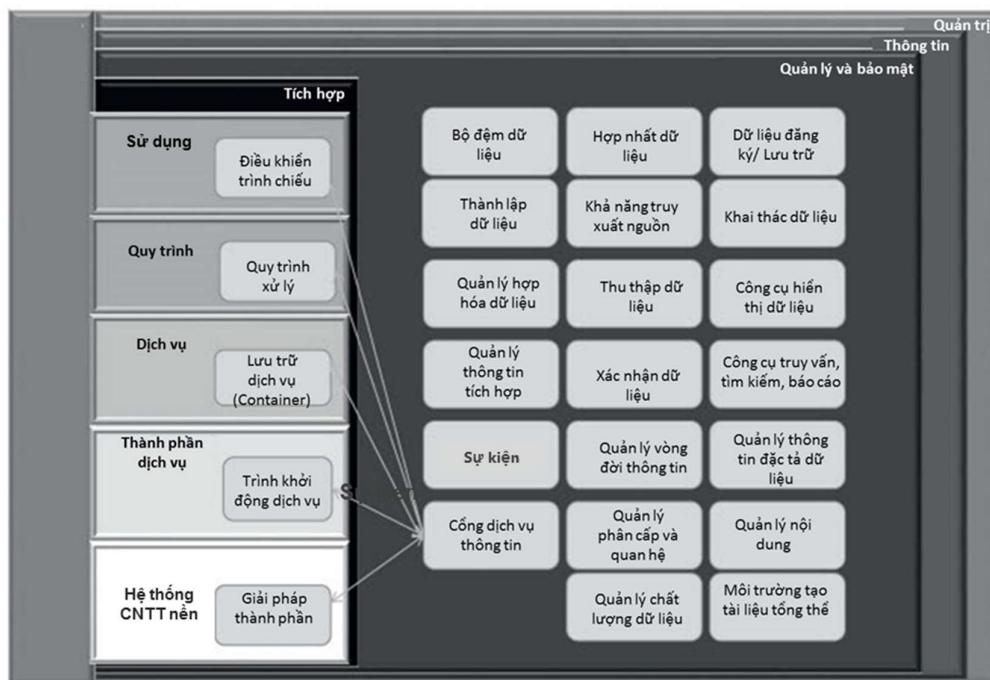 Quản trị
Thông tin
Quản lý và bảo mật
Tích hợp
Sử dụng
Điều khiển
trình chiếu
Quy trình
Quy trình
xử lý
Dịch vụ
Lưu trữ
dịch vụ
(Container)
Thành phần
dịch vụ
Trình khởi
động dịch vụ
Hệ thống
CNTT nền
Giải pháp
thành phần
Bộ đệm dữ
liệu
Hợp nhất dữ
liệu
Dữ liệu đăng
ký/ Lưu trữ
Thành lập
dữ liệu
Khả năng truy
xuất nguồn
Khai thác dữ liệu
Quản lý hợp
hóa dữ liệu
Thu thập dữ
liệu
Công cụ hiển
thị dữ liệu
Quản lý
thông tin
tích hợp
Xác nhận dữ
liệu
Công cụ truy vấn,
tìm kiếm, báo cáo
Sự kiện
Quản lý vòng
đời thông tin
Quản lý thông
tin đặc tả dữ
liệu
Cổng dịch vụ
thông tin
Quản lý
phân cấp và
quan hệ
Quản lý nội
dung
Quản lý chất
lượng dữ liệu
Môi trường tạo
tài liệu tổng thể